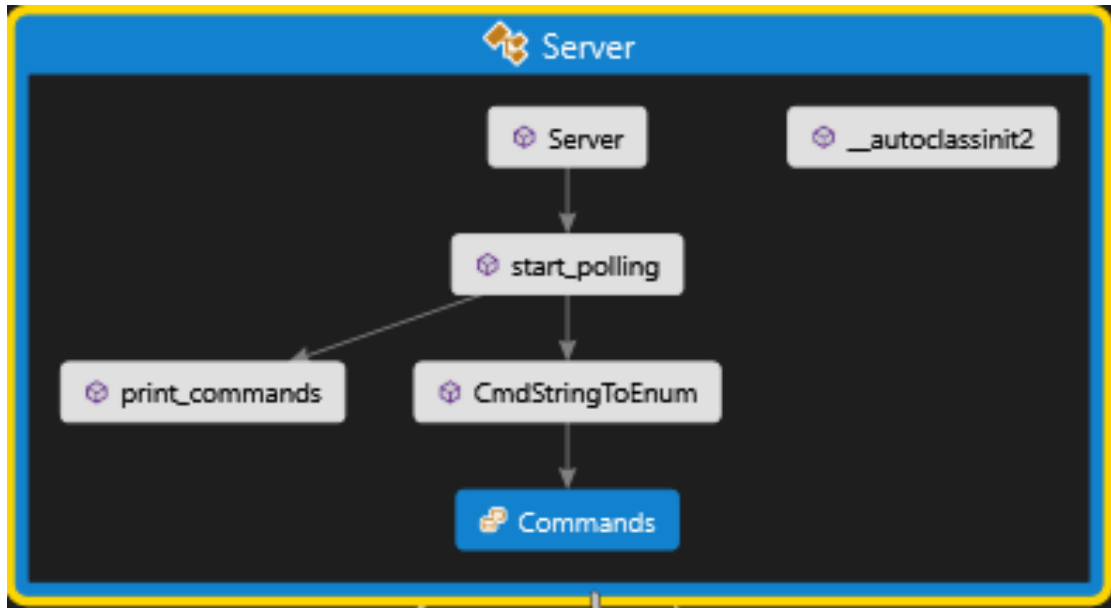 Server
Server
__autoclassinit2
start_polling
print_commands
CmdStringToEnum
Commands